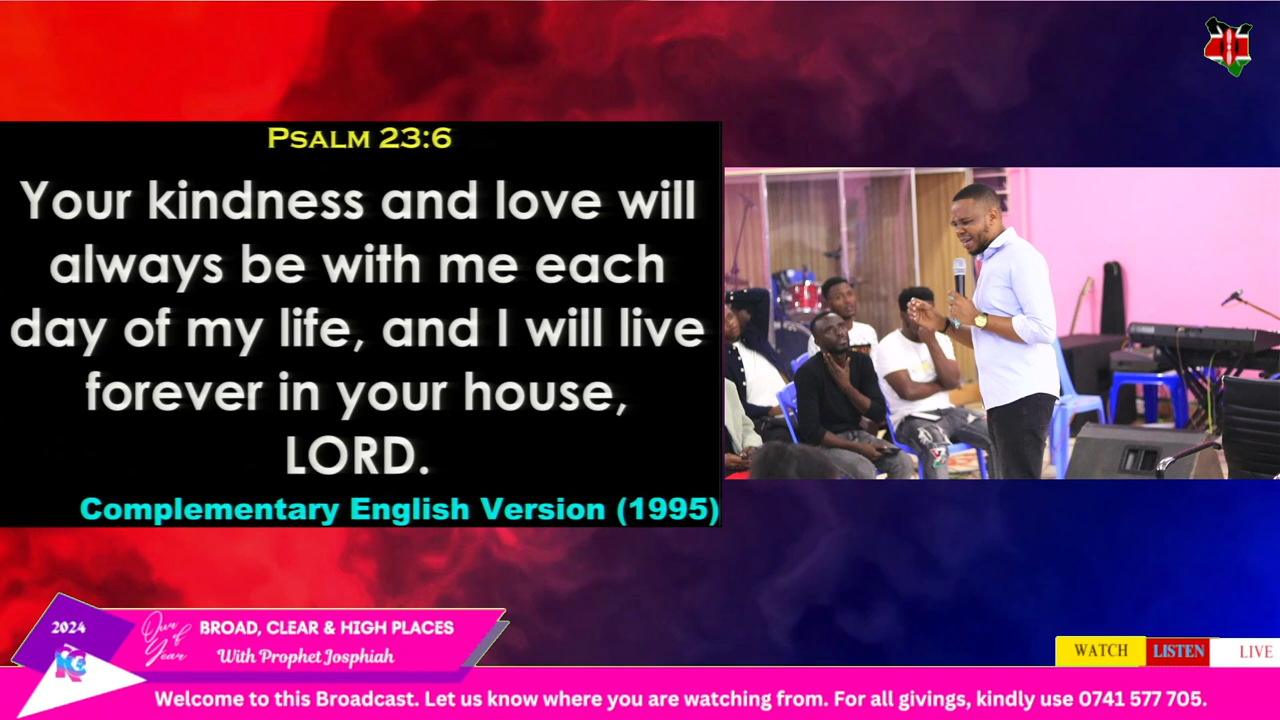 PSALM 23:6
Your kindness and love will
always be with me each
day of my life, and I will live
forever in your house,
LORD.
Complementary English Version (1995)
2024
Our Year of
BROAD, CLEAR & HIGH PLACES
With Prophet Josphiah
WATCH LISTEN LIVE
Welcome to this Broadcast. Let us know where you are watching from. For all givings, kindly use 0741 577 705.